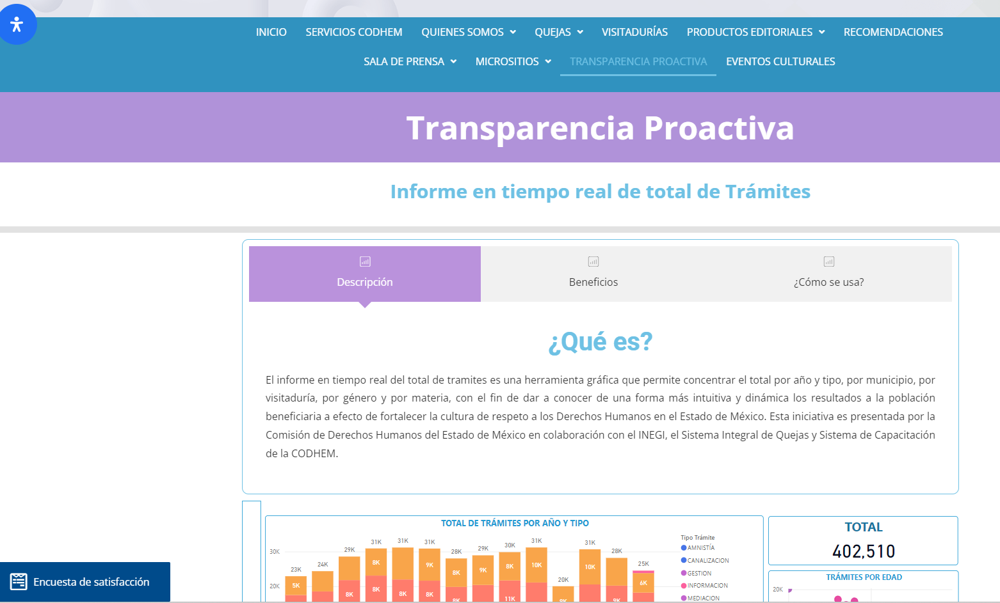 INICIO SERVICIOS CODHEM QUIENES SOMOS QUEJAS VISITADURÍAS PRODUCTOS EDITORIALES RECOMENDACIONES
SALA DE PRENSA MICROSITIOS TRANSPARENCIA PROACTIVA EVENTOS CULTURALES
Transparencia Proactiva
Informe en tiempo real de total de Trámites
Descripción Beneficios ¿Cómo se usa?
¿Qué es?
El informe en tiempo real del total de tramites es una herramienta gráfica que permite concentrar el total por año y tipo, por municipio, por
visitaduría, por género y por materia, con el fin de dar a conocer de una forma más intuitiva y dinámica los resultados a la población
beneficiaria a efecto de fortalecer la cultura de respeto a los Derechos Humanos en el Estado de México. Esta iniciativa es presentada por la
Comisión de Derechos Humanos del Estado de México en colaboración con el INEGI, el Sistema Integral de Quejas y Sistema de Capacitación
de la CODHEM.
TOTAL DE TRÁMITES POR AÑO Y TIPO
30K
20K
23K 24K 29K 31K 31K 31K 28K 29K 30K 31K 20K 31K 28K 25K
5K 8K 9K 8K 9K 8K 10K 10K 6K
8K 8K 8K 8K 8K 11K 9K
Tipo Trámite
AMNISTÍA
CANALIZACION
GESTION
INFORMACION
MEDIACION
TOTAL
402,510
TRÁMITES POR EDAD
20K
Encuesta de satisfacción